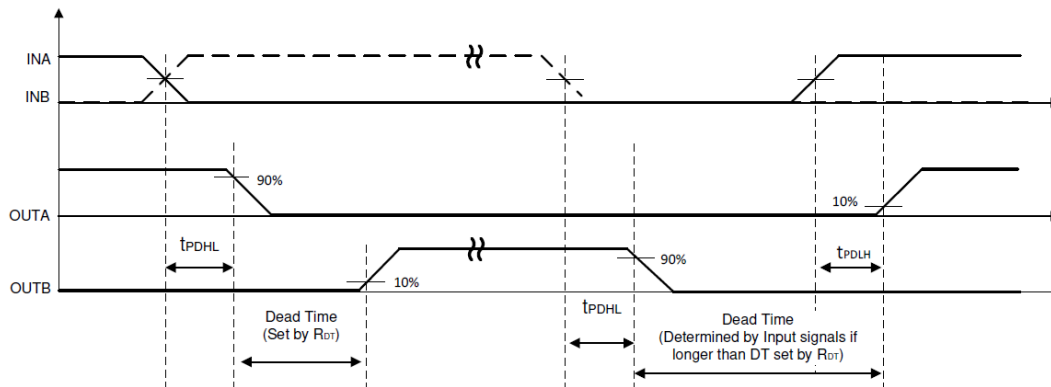 INA
INB
90%
10%
OUTA
tPDHL
tPDLH
90%
10%
OUTB
tPDHL
Dead Time
(Set by RDT)
Dead Time
(Determined by Input signals if
longer than DT set by RDT)